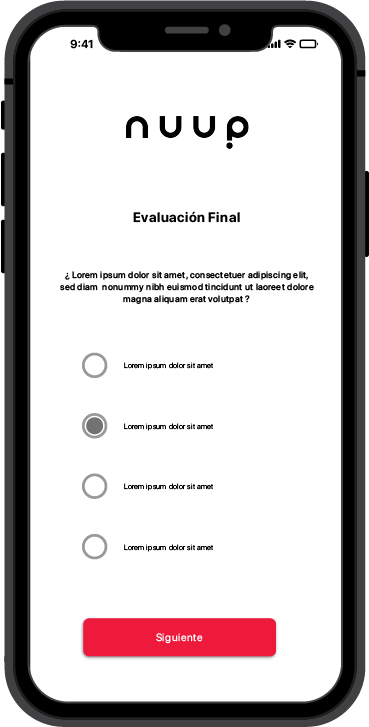 9:41
nuup
Evaluación Final
¿ Lorem ipsum dolor sit amet, consectetuer adipiscing elit,
sed diam nonummy nibh euismod tincidunt ut laoreet dolore
magna aliquam erat volutpat ?
Lorem ipsum dolor sit amet
Lorem ipsum dolor sit amet
Lorem ipsum dolor sit amet
Lorem ipsum dolor sit amet
Siguiente